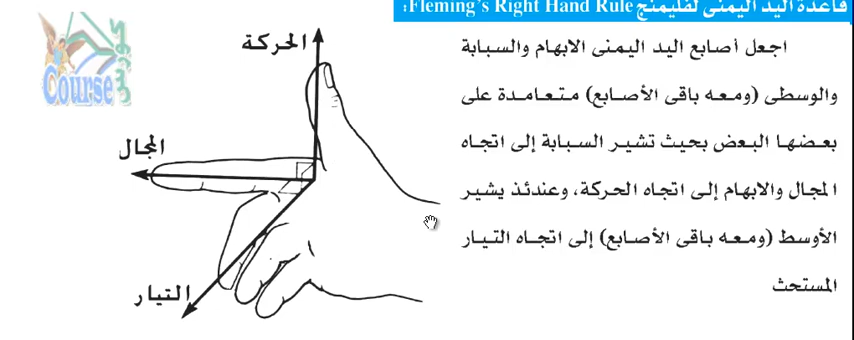 قاعدة اليد اليمنى لفليمنج Fleming's Right Hand Rule:
اجعل أصابع اليد اليمنى الابهام والسبابة
والوسطى (ومعه باقى الأصابع) متعامدة على
بعضها البعض بحيث تشير السبابة إلى اتجاه
المجال والابهام إلى اتجاه الحركة، وعندئذ يشير
الأوسط (ومعه باقى الأصابع) إلى اتجاه التيار
المستحث
الحركة
المجال
التيار
Course